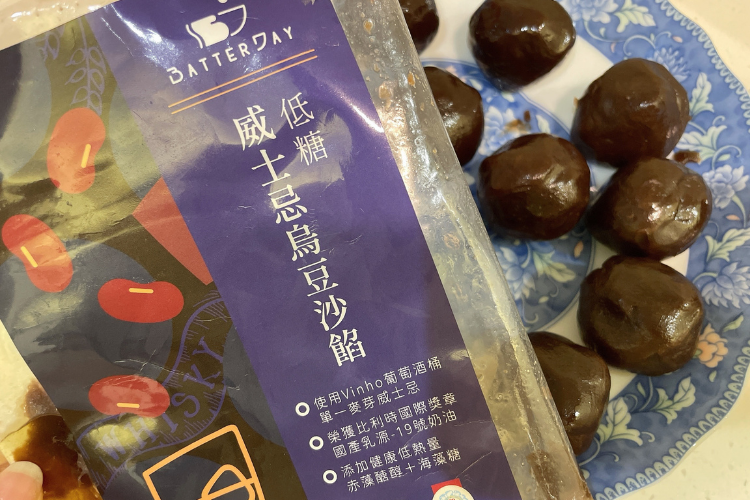 BATTERDAY
低糖
威士忌烏豆沙餡
使用Vinho葡萄酒桶
單一麥芽威士忌
榮獲比利時國際獎章
國產乳源-19號奶油
添加健康低熱量
赤藻醣醇+海藻糖
WHISKY